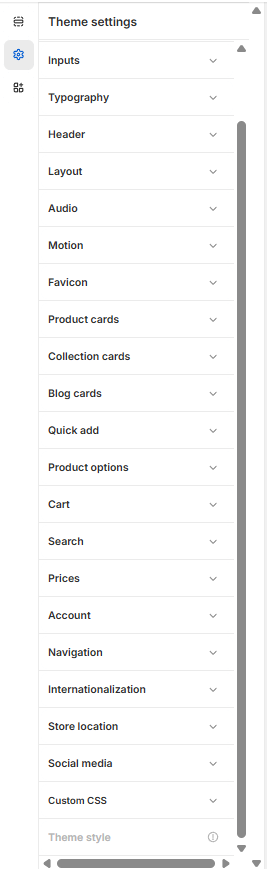 Theme settings
Inputs
Typography
Header
Layout
Audio
Motion
Favicon
Product cards
Collection cards
Blog cards
Quick add
Product options
Cart
Search
Prices
Account
Navigation
Internationalization
Store location
Social media
Custom CSS
Theme style